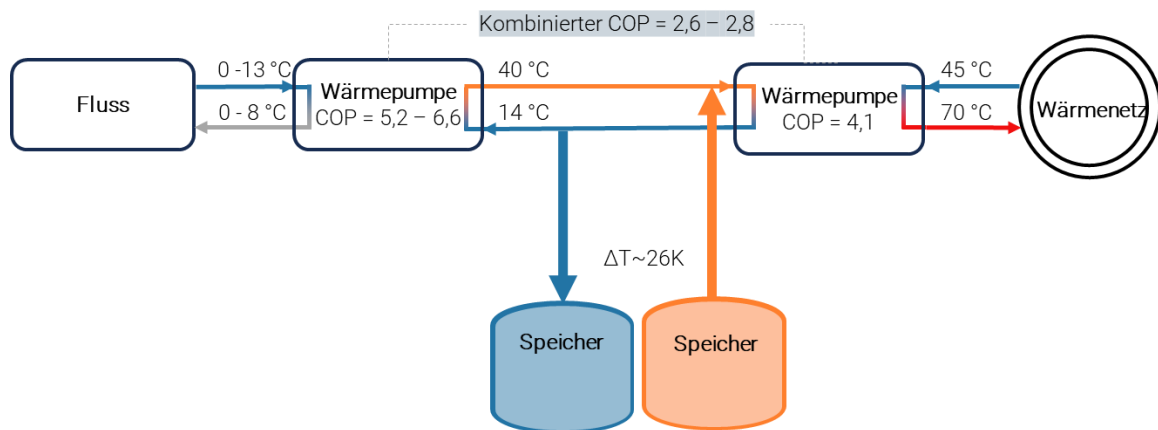 Kombinierter COP = 2,6 – 2,8
Fluss
0 -13 °C
0 - 8 °C
Wärmepumpe
COP = 5,2 – 6,6
40 °C
14 °C
Wärmepumpe
COP = 4,1
45 °C
70 °C
Wärmenetz
ΔT~26K
Speicher
Speicher